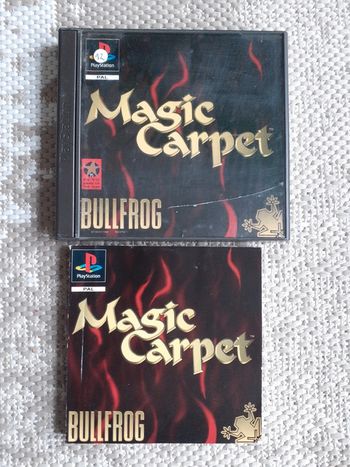 PlayStation
PAL
Magic
Carpet
BULLFROG
PlayStation
PAL
Magic
Carpet
BULLFROG